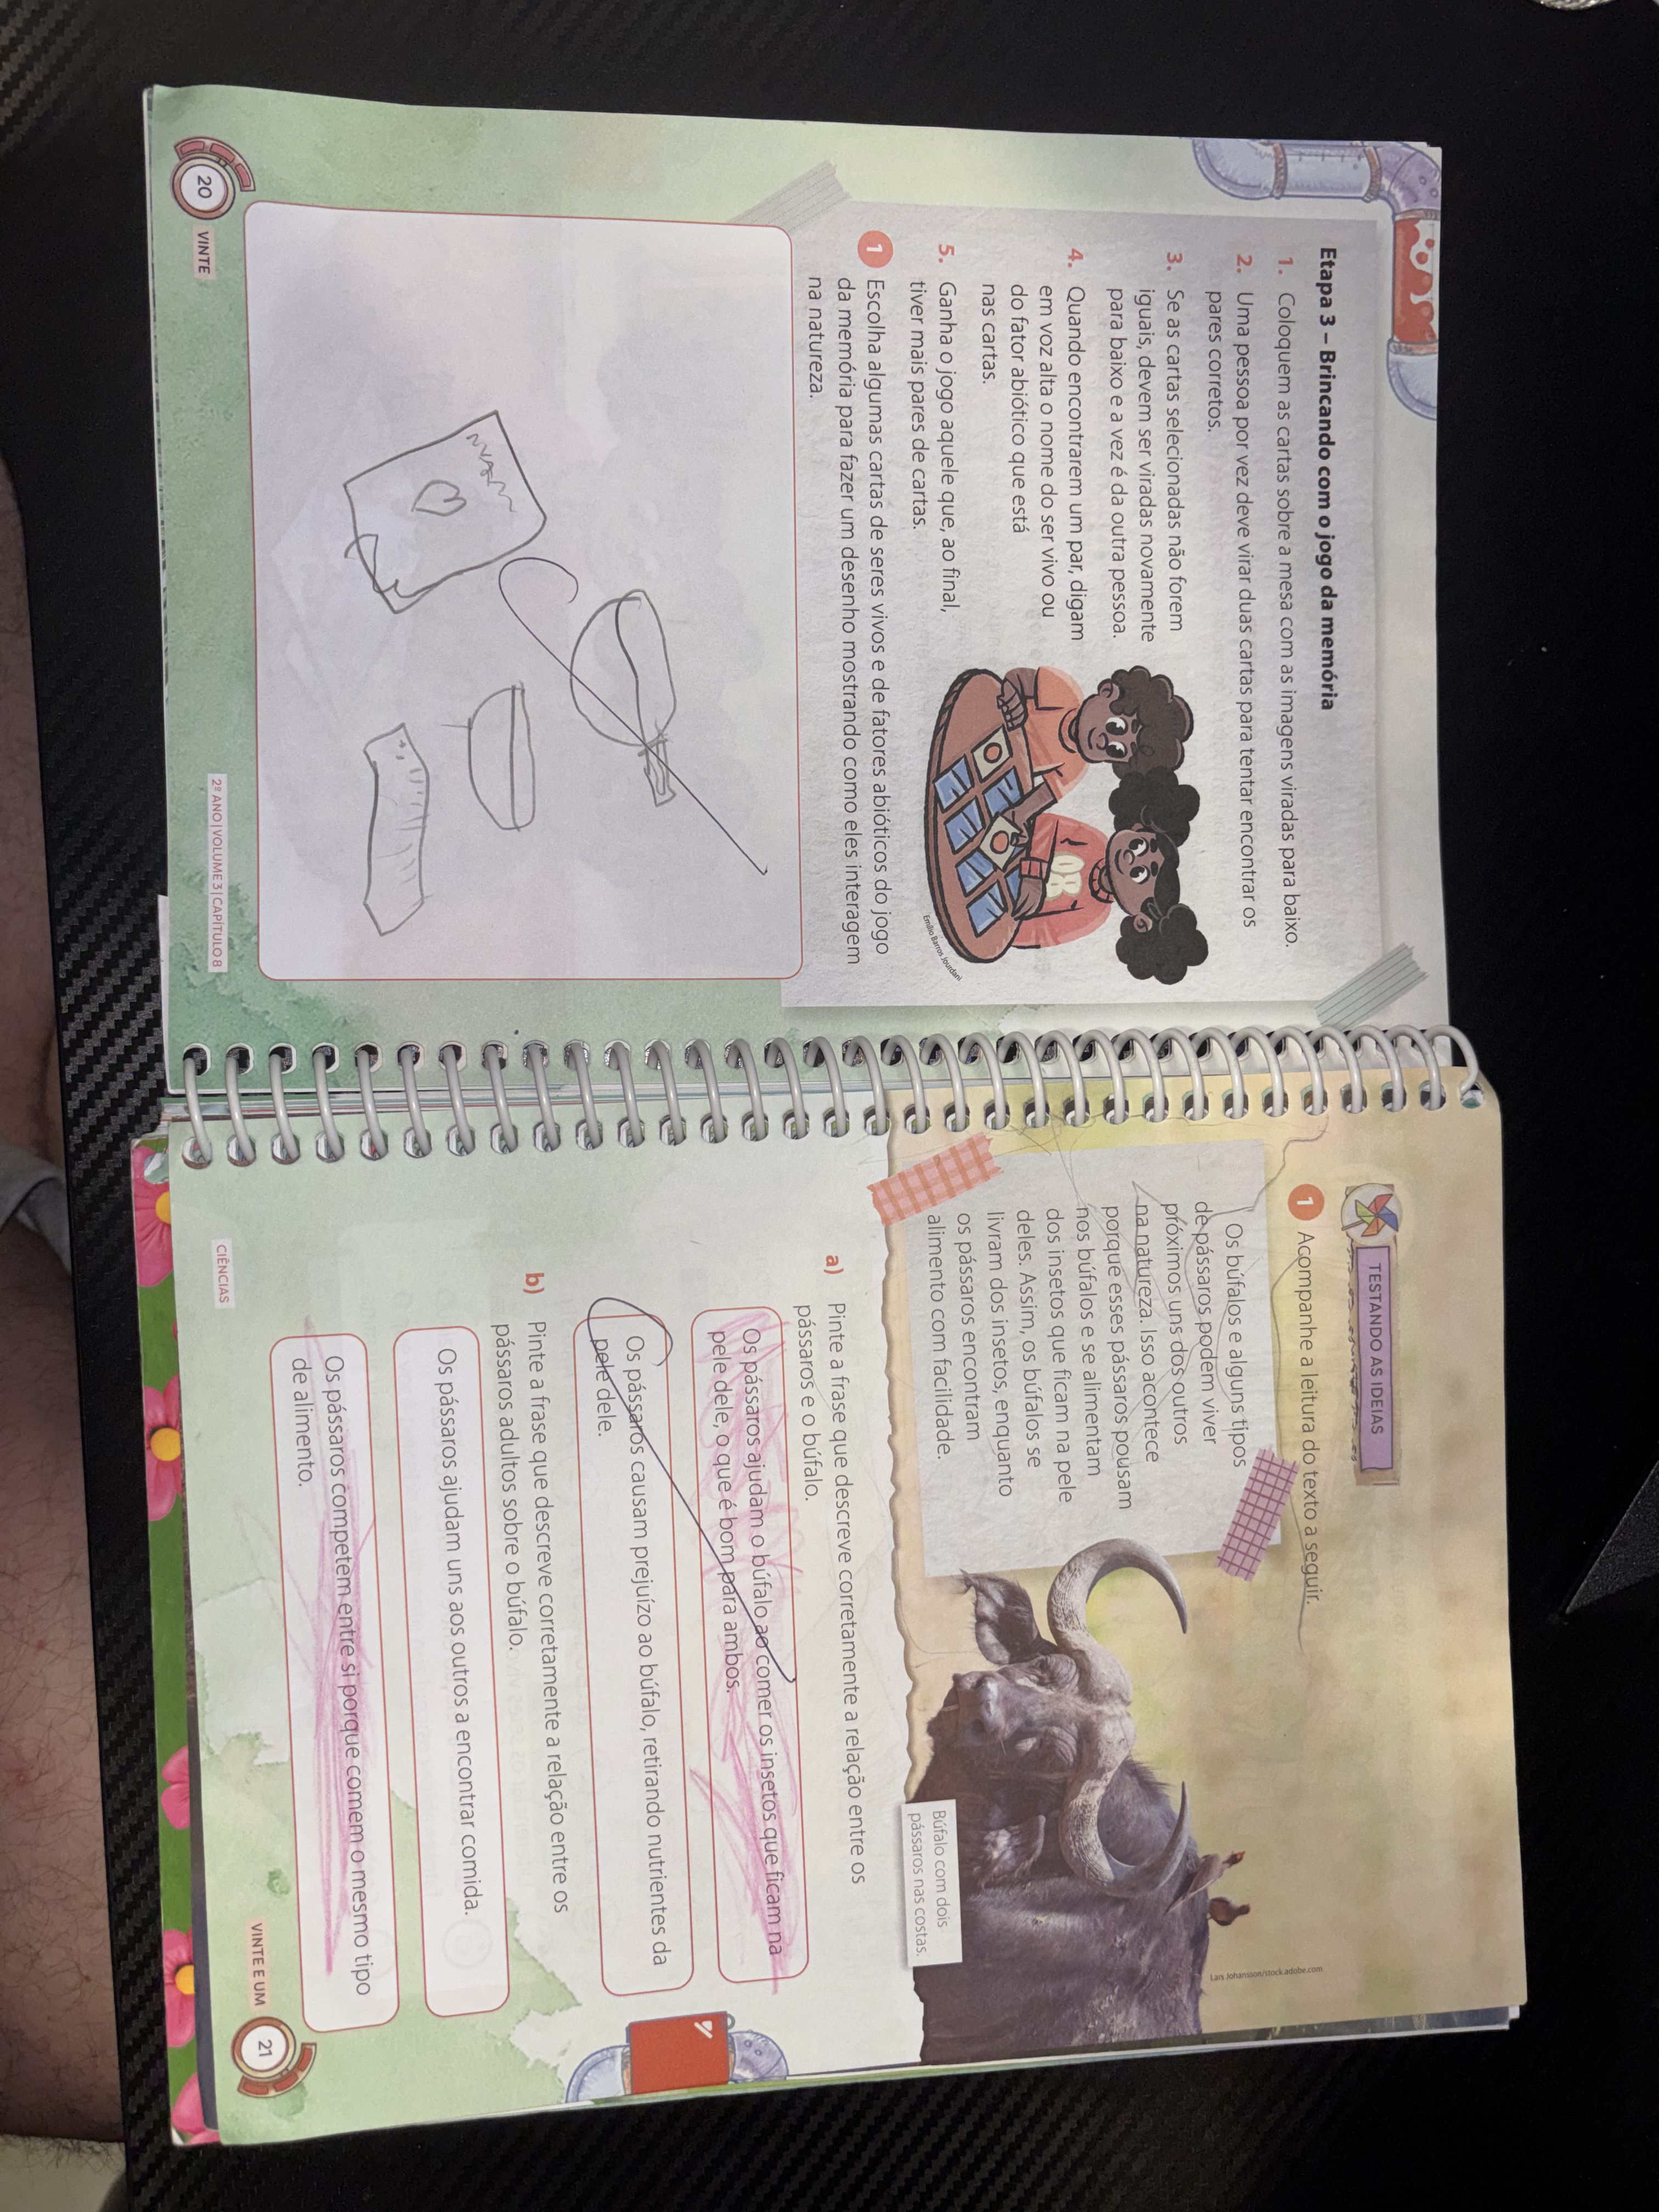 Etapa 3 – Brincando com o jogo da memória
1. Coloquem as cartas sobre a mesa com as imagens viradas para baixo.
2. Uma pessoa por vez deve virar duas cartas para tentar encontrar os
pares corretos.
3. Se as cartas selecionadas não forem
iguais, devem ser viradas novamente
para baixo e a vez é da outra pessoa.
4. Quando encontrarem um par, digam
em voz alta o nome do ser vivo ou
do fator abiótico que está
nas cartas.
5. Ganha o jogo aquele que, ao final,
tiver mais pares de cartas.
Emílio Barros Jourdani
1 Escolha algumas cartas de seres vivos e de fatores abióticos do jogo
da memória para fazer um desenho mostrando como eles interagem
na natureza.
20 VINTE
2º ANO | VOLUME 3 | CAPÍTULO 8
TESTANDO AS IDEIAS
1 Acompanhe a leitura do texto a seguir.
Os búfalos e alguns tipos
de pássaros podem viver
próximos uns dos outros
na natureza. Isso acontece
porque esses pássaros pousam
nos búfalos e se alimentam
dos insetos que ficam na pele
deles. Assim, os búfalos se
livram dos insetos, enquanto
os pássaros encontram
alimento com facilidade.
Lars Johansson/stock.adobe.com
Búfalo com dois
pássaros nas costas.
a) Pinte a frase que descreve corretamente a relação entre os
pássaros e o búfalo.
Os pássaros ajudam o búfalo ao comer os insetos que ficam na
pele dele, o que é bom para ambos.
Os pássaros causam prejuízo ao búfalo, retirando nutrientes da
pele dele.
b) Pinte a frase que descreve corretamente a relação entre os
pássaros adultos sobre o búfalo.
Os pássaros ajudam uns aos outros a encontrar comida.
Os pássaros competem entre si porque comem o mesmo tipo
de alimento.
CIÊNCIAS
VINTE E UM 21